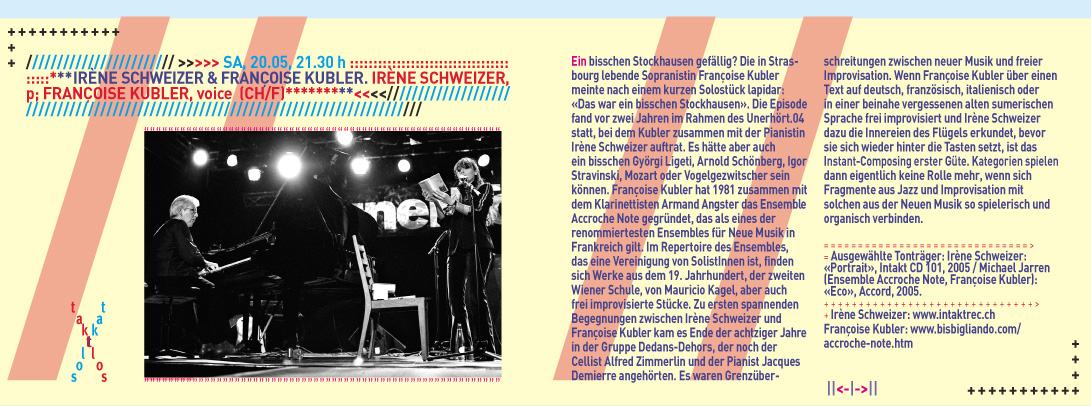 +++++++++++
+
+
////////////////////// >>>>> SA, 20.05, 21.30 h ::::::::::::::::::::::::::::::::::
:::::***IRÈNE SCHWEIZER & FRANÇOISE KUBLER. IRÈNE SCHWEIZER,
p; FRANÇOISE KUBLER, voice (CH/F)**********<<<<//////////////////////
////////////////////////////////////////////////////////////////////
unerh
t t
a a
k k
t
l l
o o
s s
Ein bisschen Stockhausen gefällig? Die in Stras-
bourg lebende Sopranistin Françoise Kubler
meinte nach einem kurzen Solostück lapidar:
«Das war ein bisschen Stockhausen». Die Episode
fand vor zwei Jahren im Rahmen des Unerhört.04
statt, bei dem Kubler zusammen mit der Pianistin
Irène Schweizer auftrat. Es hätte aber auch
ein bisschen Györgi Ligeti, Arnold Schönberg, Igor
Stravinski, Mozart oder Vogelgezwitscher sein
können. Françoise Kubler hat 1981 zusammen mit
dem Klarinettisten Armand Angster das Ensemble
Accroche Note gegründet, das als eines der
renommiertesten Ensembles für Neue Musik in
Frankreich gilt. Im Repertoire des Ensembles,
das eine Vereinigung von SolistInnen ist, finden
sich Werke aus dem 19. Jahrhundert, der zweiten
Wiener Schule, von Mauricio Kagel, aber auch
frei improvisierte Stücke. Zu ersten spannenden
Begegnungen zwischen Irène Schweizer und
Françoise Kubler kam es Ende der achtziger Jahre
in der Gruppe Dedans-Dehors, der noch der
Cellist Alfred Zimmerlin und der Pianist Jacques
Demierre angehörten. Es waren Grenzüber-
schreitungen zwischen neuer Musik und freier
Improvisation. Wenn Françoise Kubler über einen
Text auf deutsch, französisch, italienisch oder
in einer beinahe vergessenen alten sumerischen
Sprache frei improvisiert und Irène Schweizer
dazu die Innereien des Flügels erkundet, bevor
sie sich wieder hinter die Tasten setzt, ist das
Instant-Composing erster Güte. Kategorien spielen
dann eigentlich keine Rolle mehr, wenn sich
Fragmente aus Jazz und Improvisation mit
solchen aus der Neuen Musik so spielerisch und
organisch verbinden.
= = = = = = = = = = = = = = = = = = = = = = = = = = = = = = >
= Ausgewählte Tonträger: Irène Schweizer:
«Portrait», Intakt CD 101, 2005 / Michael Jarren
(Ensemble Accroche Note, Françoise Kubler):
«Eco», Accord, 2005.
+ + + + + + + + + + + + + + + + + + + + + + + + + + + + + + >
+ Irène Schweizer: www.intaktrec.ch
Françoise Kubler: www.bisbigliando.com/
accroche-note.htm
||<-|->||
+
+
+
+++++++++++